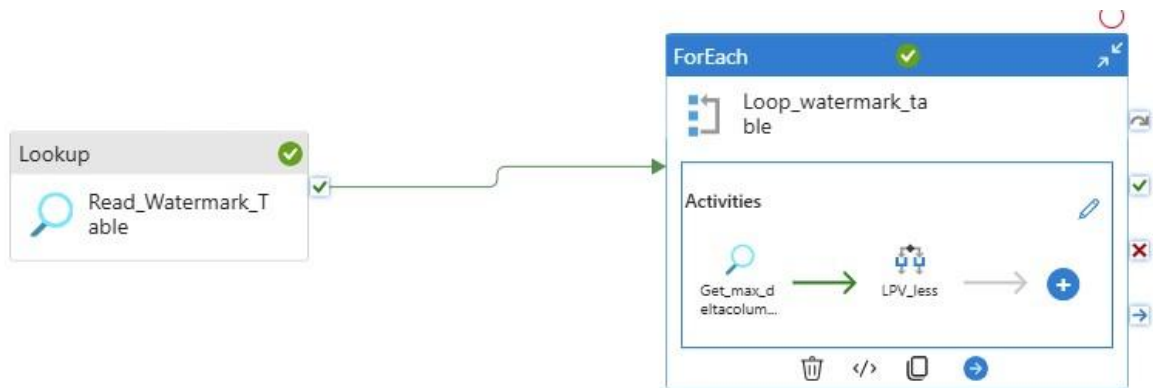 ForEach
Loop_watermark_ta
ble
Lookup
Read_Watermark_T
able
Activities
Get_max_d
eltacolum...
LPV_less